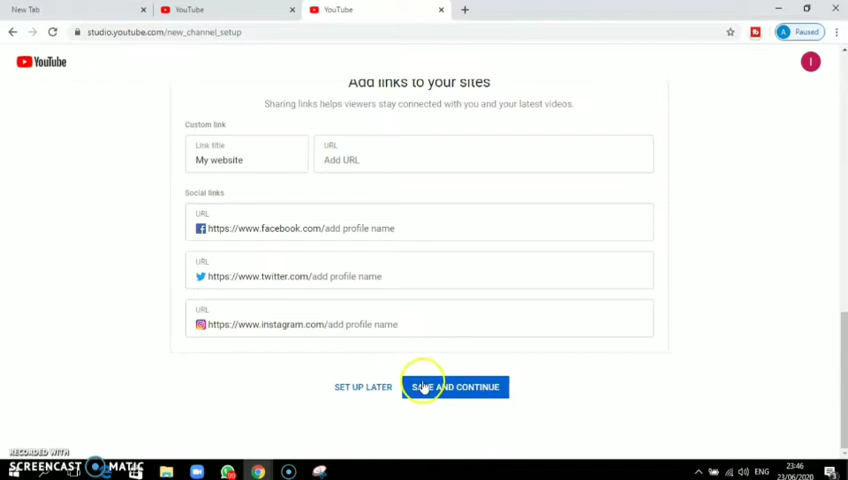 New Tab
YouTube
YouTube
studio.youtube.com/new_channel_setup
A
Paused
YouTube
I
Add links to your sites
Sharing links helps viewers stay connected with you and your latest videos.
Custom link
Link title
My website
URL
Add URL
Social links
URL
https://www.facebook.com/add profile name
URL
https://www.twitter.com/add profile name
URL
https://www.instagram.com/add profile name
SET UP LATER
SAVE AND CONTINUE
RECORDED WITH
SCREENCAST MATIC
ENG
23:46
23/06/2020